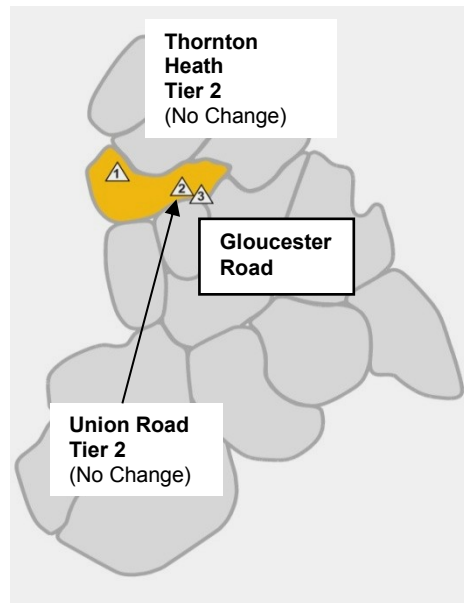 Thornton
Heath
Tier 2
(No Change)
1
2
3
Gloucester
Road
Union Road
Tier 2
(No Change)